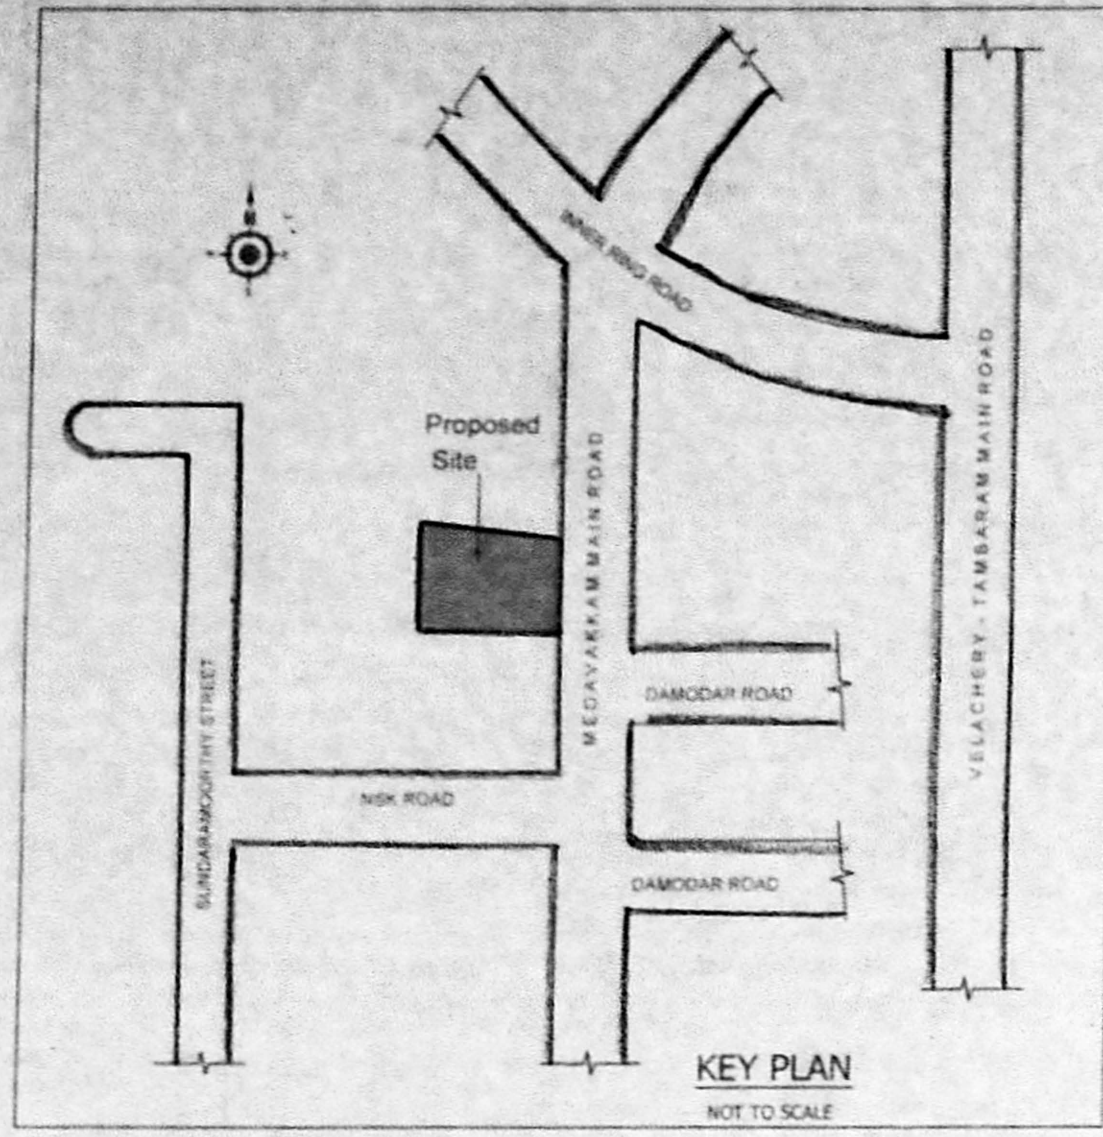 N
INNER RING ROAD
Proposed
Site
MEDAVAKKAM MAIN ROAD
VELACHERY - TAMBARAM MAIN ROAD
DAMODAR ROAD
SUNDARAMOORTHY STREET
NSK ROAD
DAMODAR ROAD
KEY PLAN
NOT TO SCALE